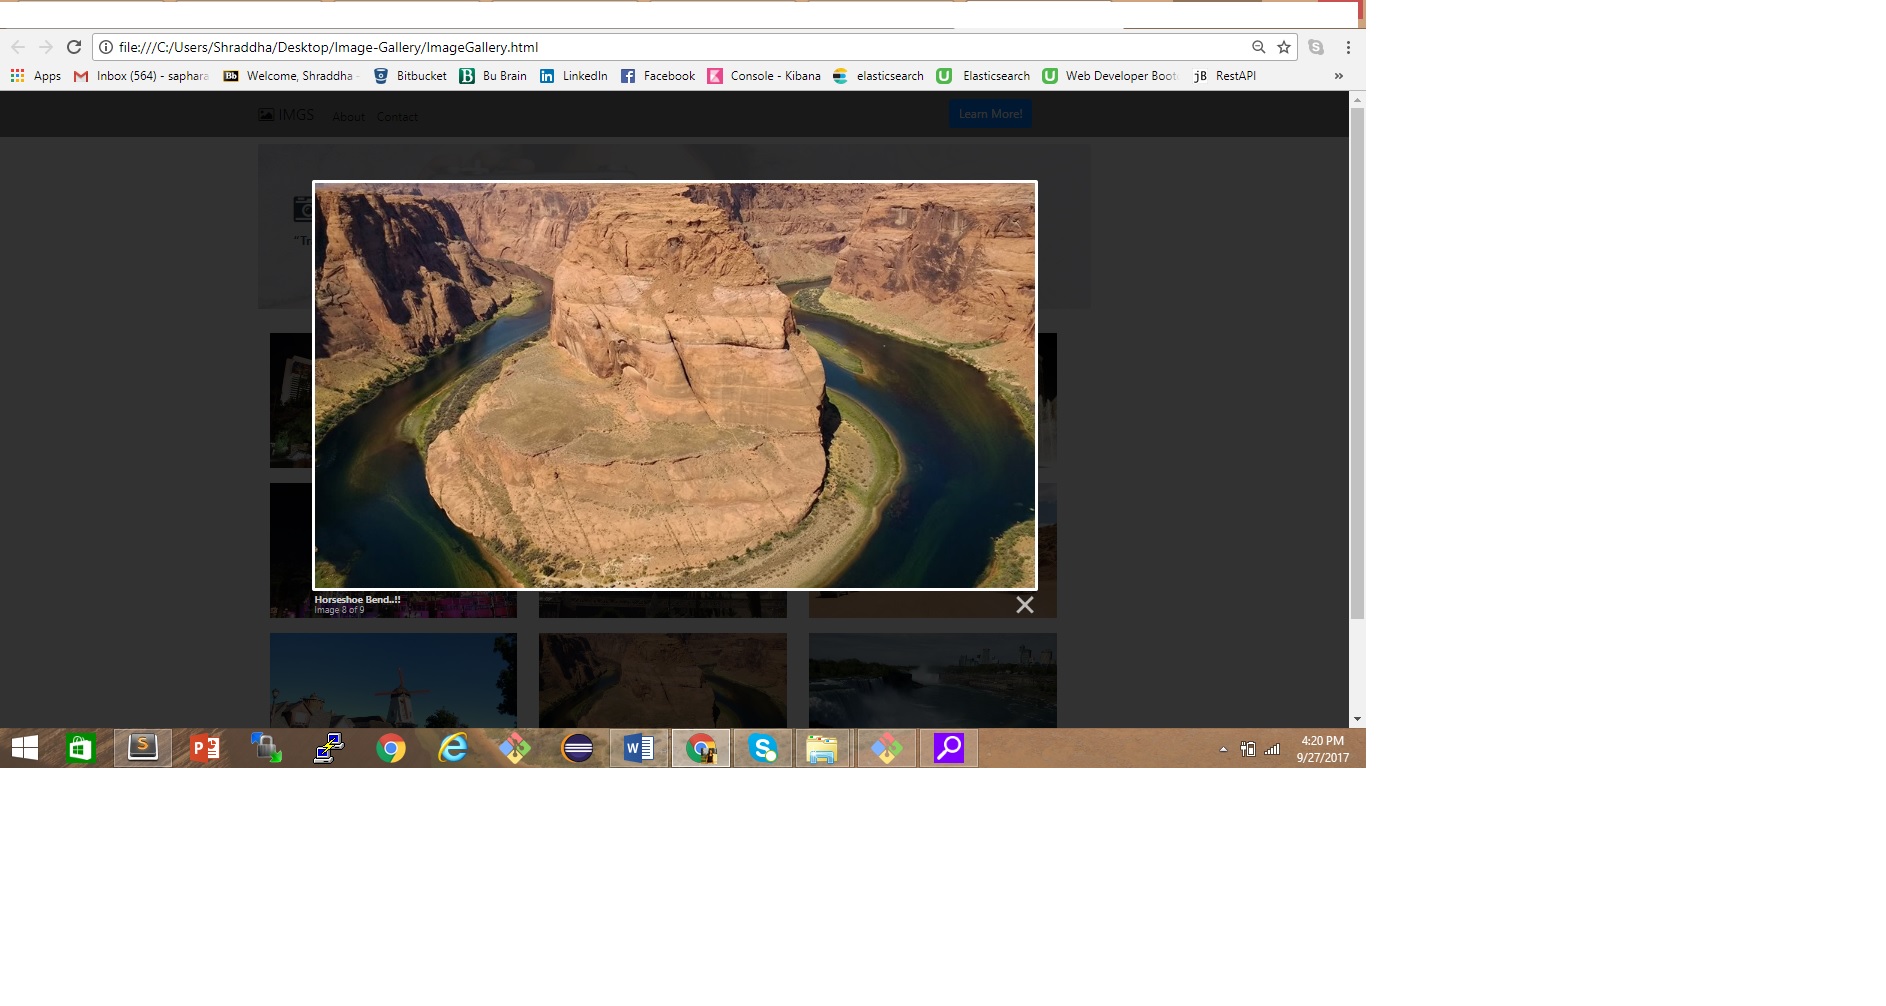 file:///C:/Users/Shraddha/Desktop/Image-Gallery/ImageGallery.html
Apps Inbox (564) - saphara Bb Welcome, Shraddha - Bitbucket B Bu Brain in LinkedIn f Facebook K Console - Kibana elasticsearch U Elasticsearch U Web Developer Boot jB RestAPI »
IMGS About Contact Learn More!
"Tr
Horseshoe Bend..!!
Image 8 of 9
4:20 PM
9/27/2017